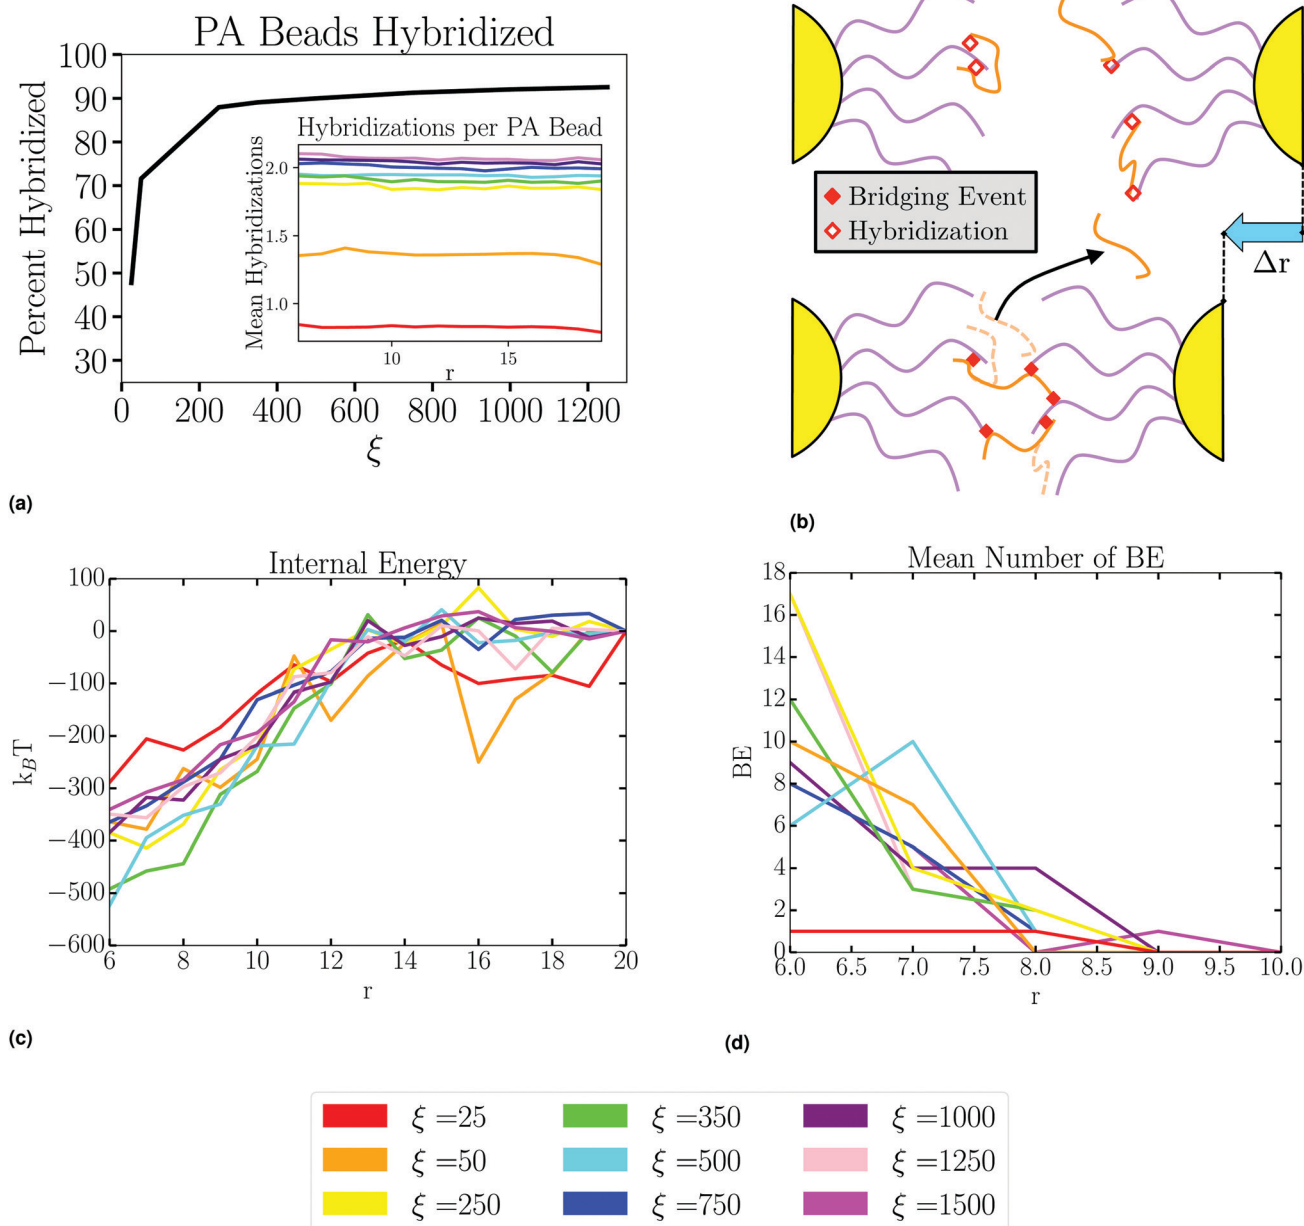 PA Beads Hybridized
Percent Hybridized
100
90
80
70
60
50
40
30
0 200 400 600 800 1000 1200
ξ
Hybridizations per PA Bead
Mean Hybridizations
2.0
1.5
1.0
10 15
r
(a)
Bridging Event
Hybridization
Δr
(b)
Internal Energy
k_BT
100
0
−100
−200
−300
−400
−500
−600
6 8 10 12 14 16 18 20
r
(c)
Mean Number of BE
BE
18
16
14
12
10
8
6
4
2
0
6.0 6.5 7.0 7.5 8.0 8.5 9.0 9.5 10.0
r
(d)
ξ =25 ξ =350 ξ =1000
ξ =50 ξ =500 ξ =1250
ξ =250 ξ =750 ξ =1500